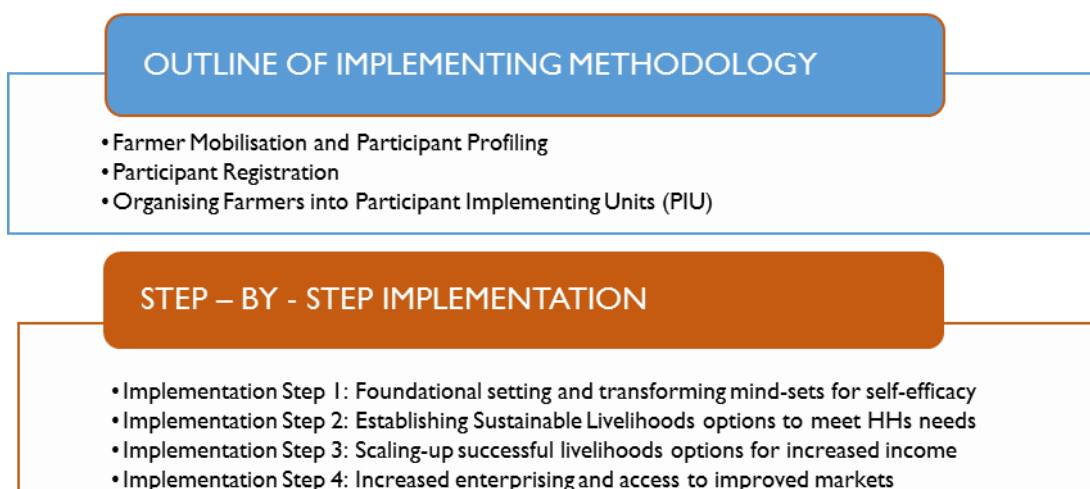 OUTLINE OF IMPLEMENTING METHODOLOGY
• Farmer Mobilisation and Participant Profiling
• Participant Registration
• Organising Farmers into Participant Implementing Units (PIU)
STEP – BY - STEP IMPLEMENTATION
• Implementation Step 1: Foundational setting and transforming mind-sets for self-efficacy
• Implementation Step 2: Establishing Sustainable Livelihoods options to meet HHs needs
• Implementation Step 3: Scaling-up successful livelihoods options for increased income
• Implementation Step 4: Increased enterprising and access to improved markets